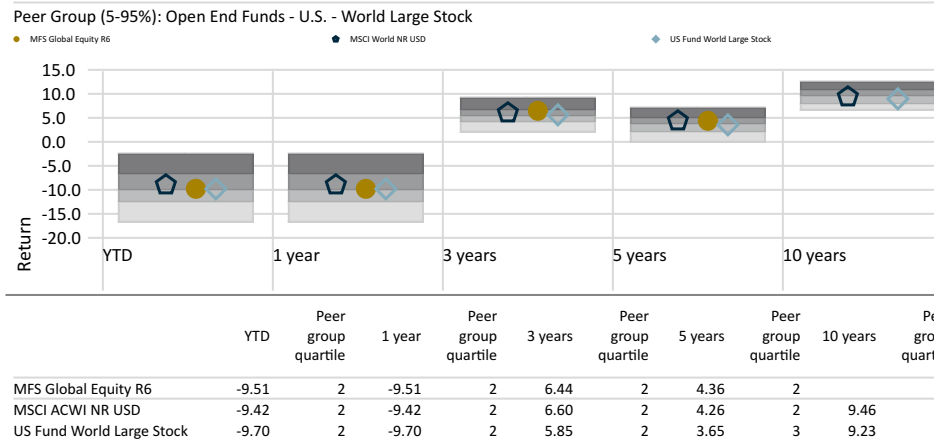 Peer Group (5-95%): Open End Funds - U.S. - World Large Stock
MFS Global Equity R6 MSCI World NR USD US Fund World Large Stock
15.0
10.0
5.0
0.0
-5.0
-10.0
-15.0
-20.0
Return
YTD 1 year 3 years 5 years 10 years
Peer Peer Peer Peer Pe
YTD group 1 year group 3 years group 5 years group 10 years gro
quartile quartile quartile quartile quart
MFS Global Equity R6 -9.51 2 -9.51 2 6.44 2 4.36 2
MSCI ACWI NR USD -9.42 2 -9.42 2 6.60 2 4.26 2 9.46
US Fund World Large Stock -9.70 2 -9.70 2 5.85 2 3.65 3 9.23